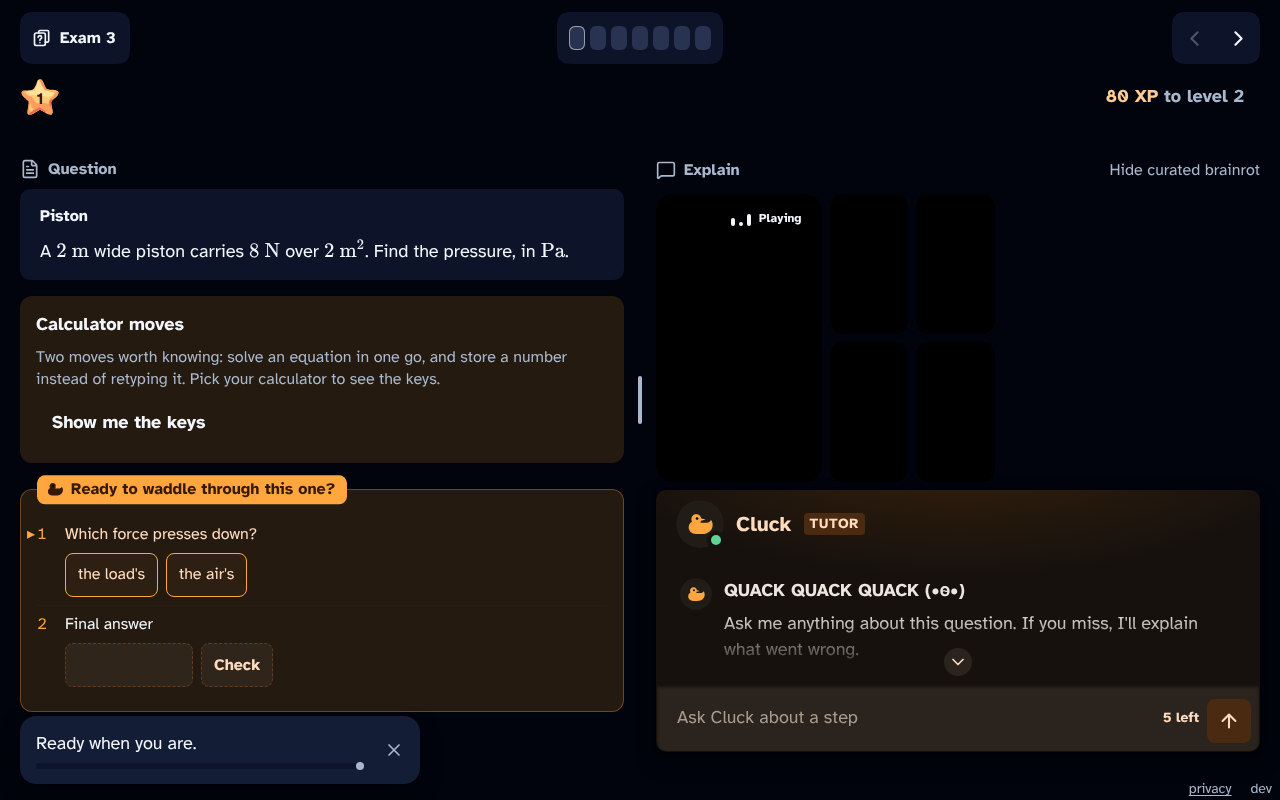 Exam 3
1
80 XP to level 2
Question
Piston
A 2 m wide piston carries 8 N over 2 m². Find the pressure, in Pa.
Calculator moves
Two moves worth knowing: solve an equation in one go, and store a number
instead of retyping it. Pick your calculator to see the keys.
Show me the keys
Ready to waddle through this one?
▸1 Which force presses down?
the load's the air's
2 Final answer
Check
Ready when you are.
Explain
Hide curated brainrot
Playing
Cluck TUTOR
QUACK QUACK QUACK (•ɵ•)
Ask me anything about this question. If you miss, I'll explain
what went wrong.
Ask Cluck about a step
5 left
privacy dev